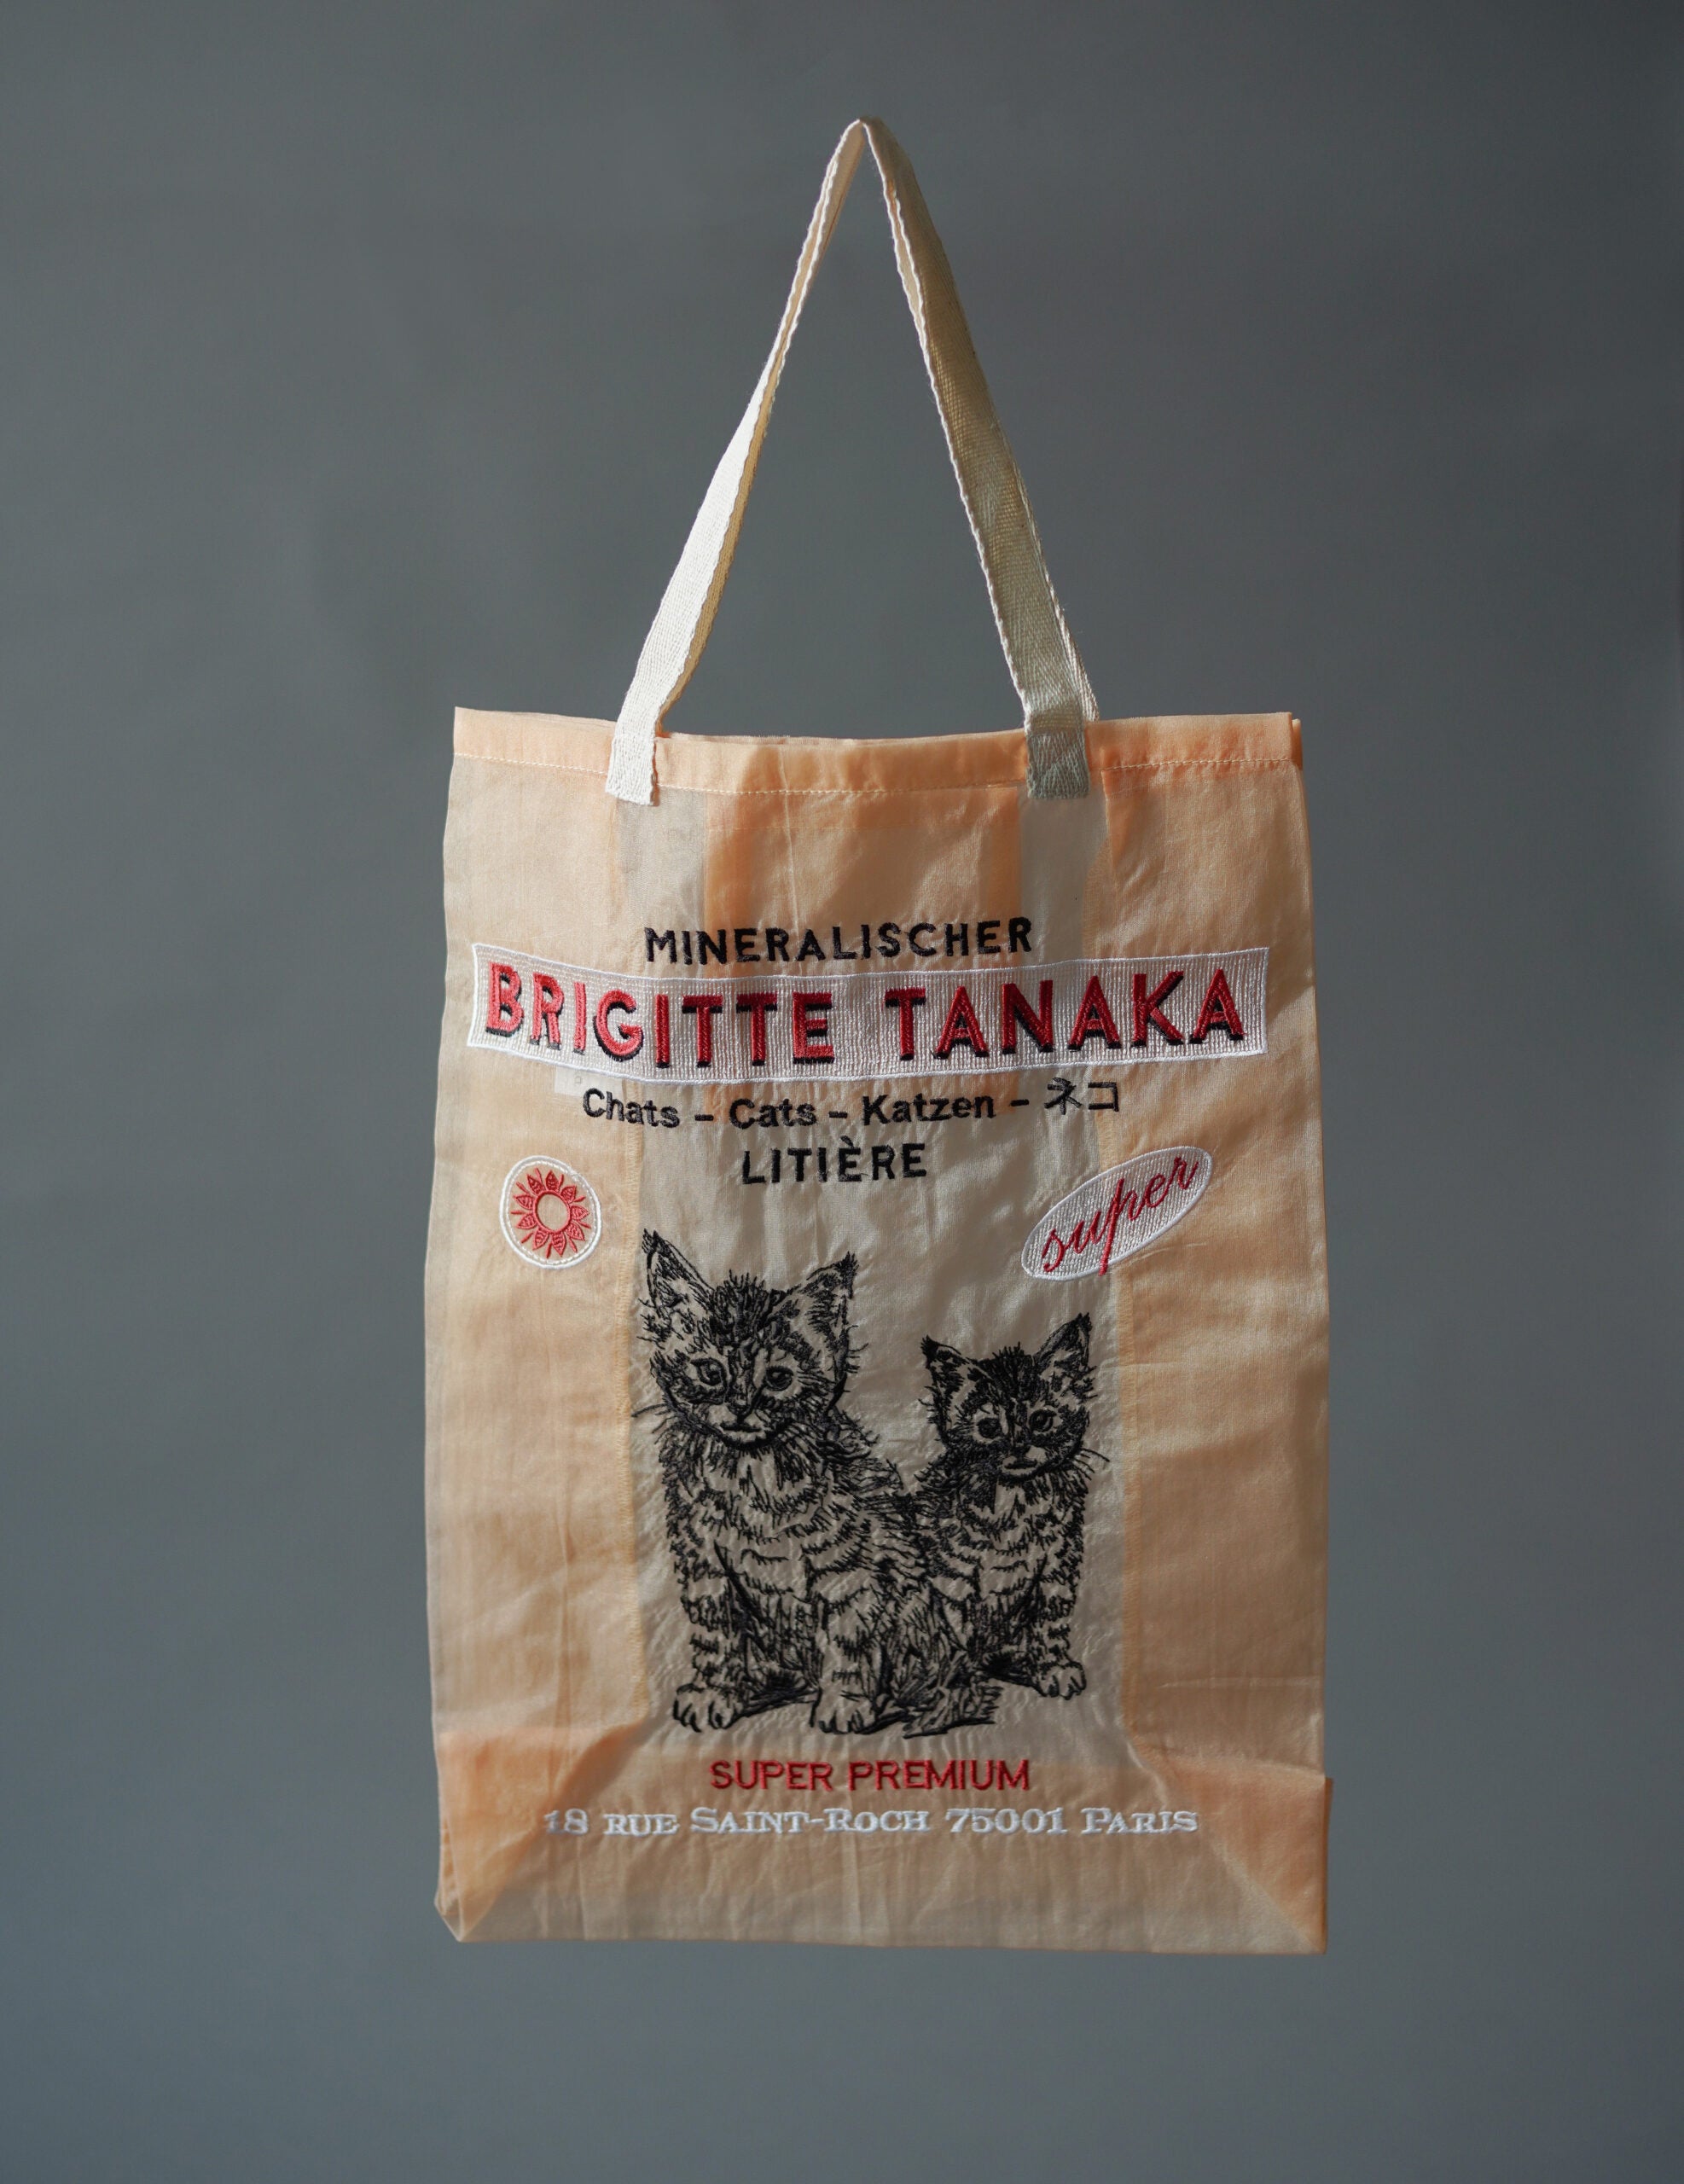 MINERALISCHER
BRIGITTE TANAKA
Chats – Cats – Katzen – ネコ
LITIÈRE
super
SUPER PREMIUM
18 RUE SAINT-ROCH 75001 PARIS